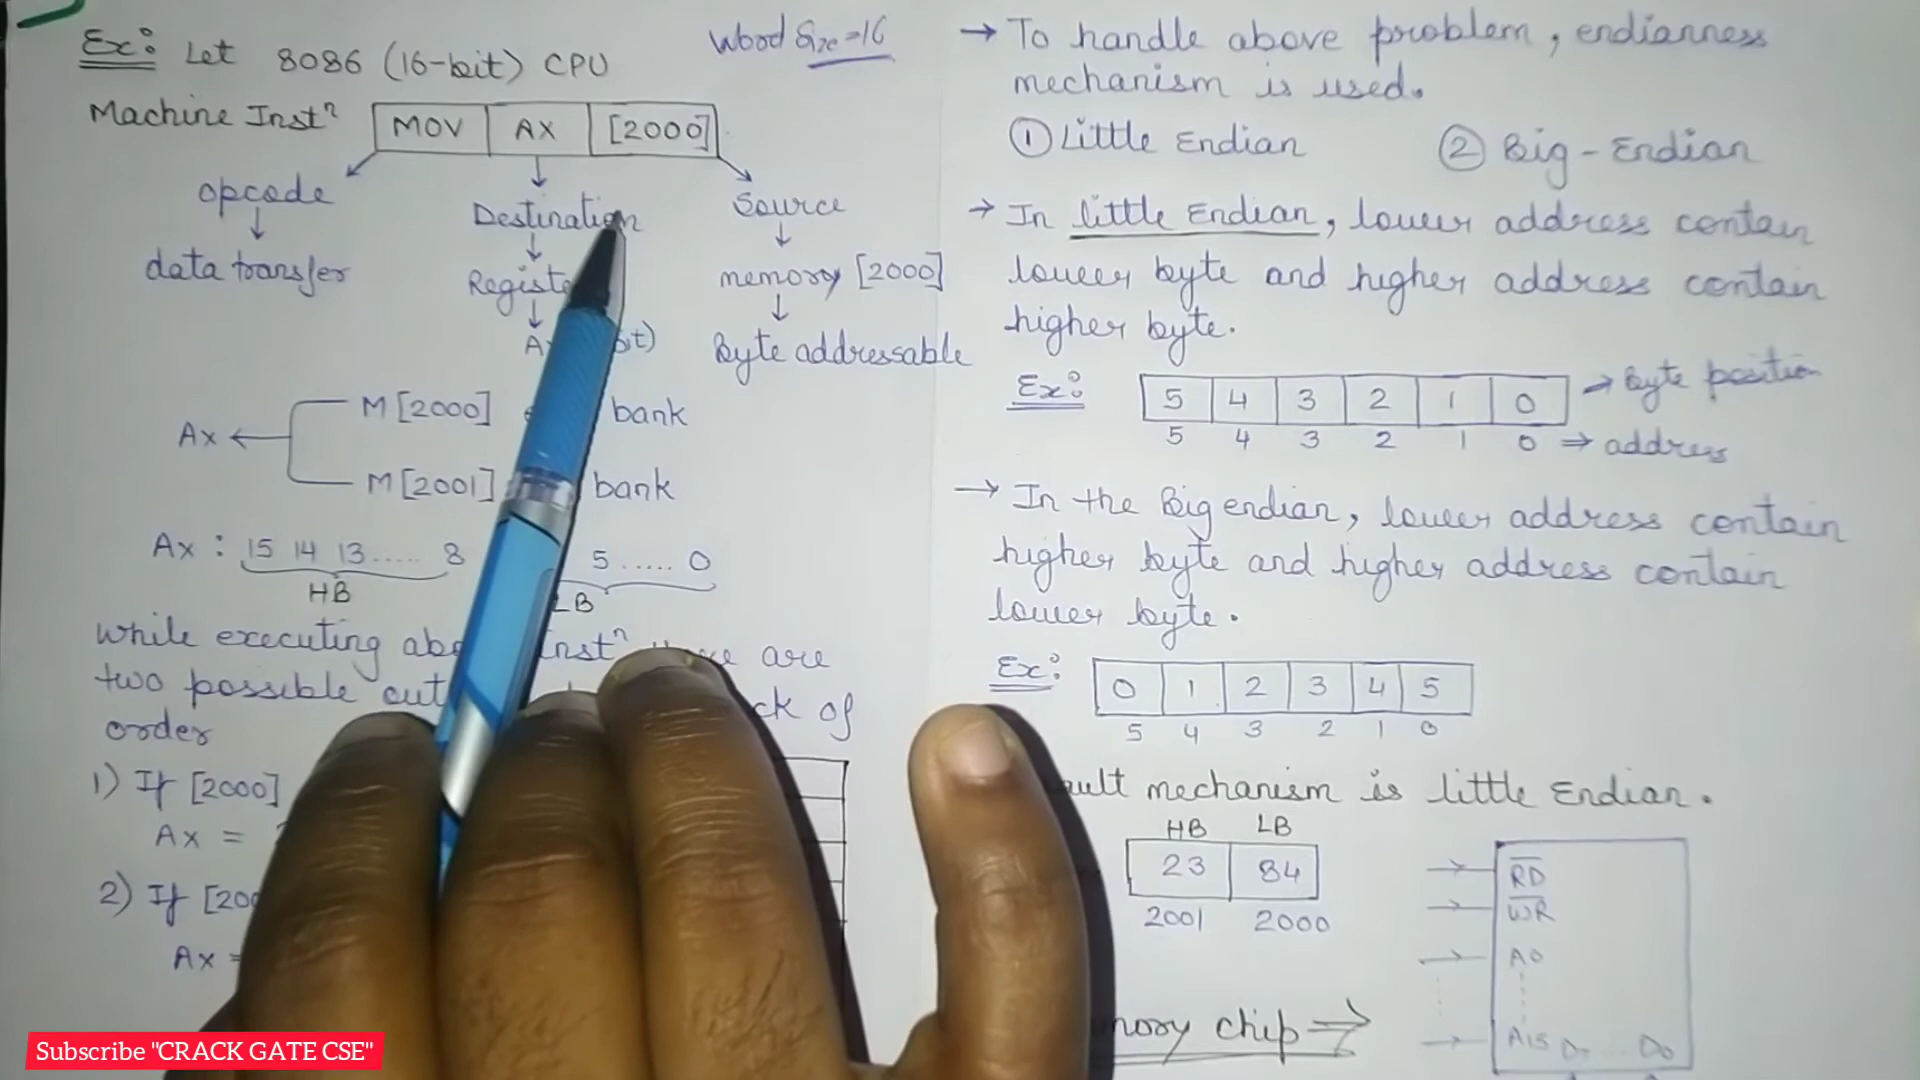 Ex: Let 8086 (16-bit) CPU
Word Size=16
Machine Instn MOV AX [2000]
opcode Destination Source
data transfer Register memory [2000]
Byte addressable
M[2000] bank
AX
M[2001] bank
AX : 15 14 13..... 8 5..... 0
HB LB
While executing Instn are
two possible
ck of
order
1) If [2000]
AX =
2) If
AX =
→ To handle above problem, endianness
mechanism is used.
① Little Endian ② Big-Endian
→ In little Endian, lower address contain
lower byte and higher address contain
higher byte.
Ex: 5 4 3 2 1 0 → Byte position
5 4 3 2 1 0 ⇒ address
→ In the Big endian, lower address contain
higher byte and higher address contain
lower byte.
Ex: 0 1 2 3 4 5
5 4 3 2 1 0
ault mechanism is little Endian.
HB LB
23 84
2001 2000
RD
WR
A0
A15 D7 ... D0
mory chip ⇒
Subscribe "CRACK GATE CSE"